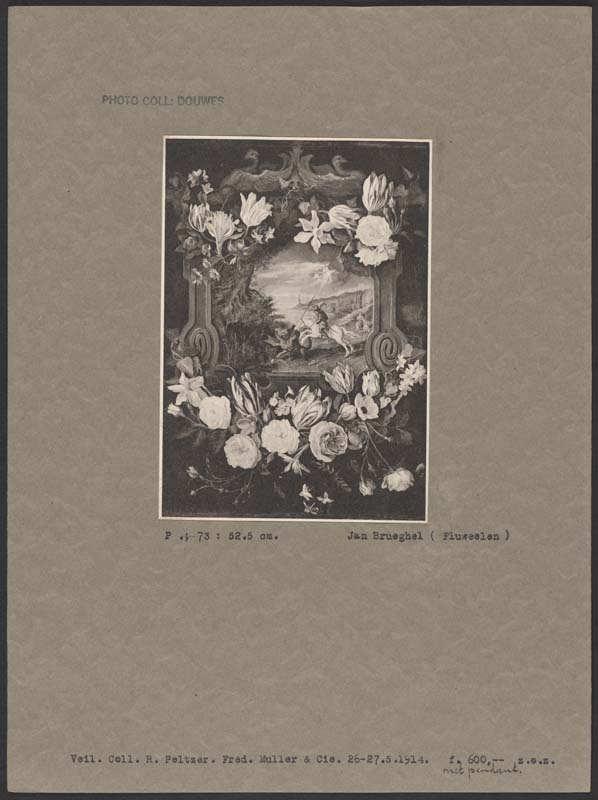 PHOTO COLL: DOUWES
P .; 73 : 52.5 cm. Jan Brueghel ( Fluweelen )
Veil. Coll. R. Peltzer. Fred. Muller & Cie. 26-27.5.1914. f. 600,-- z.o.z.
met pendant.